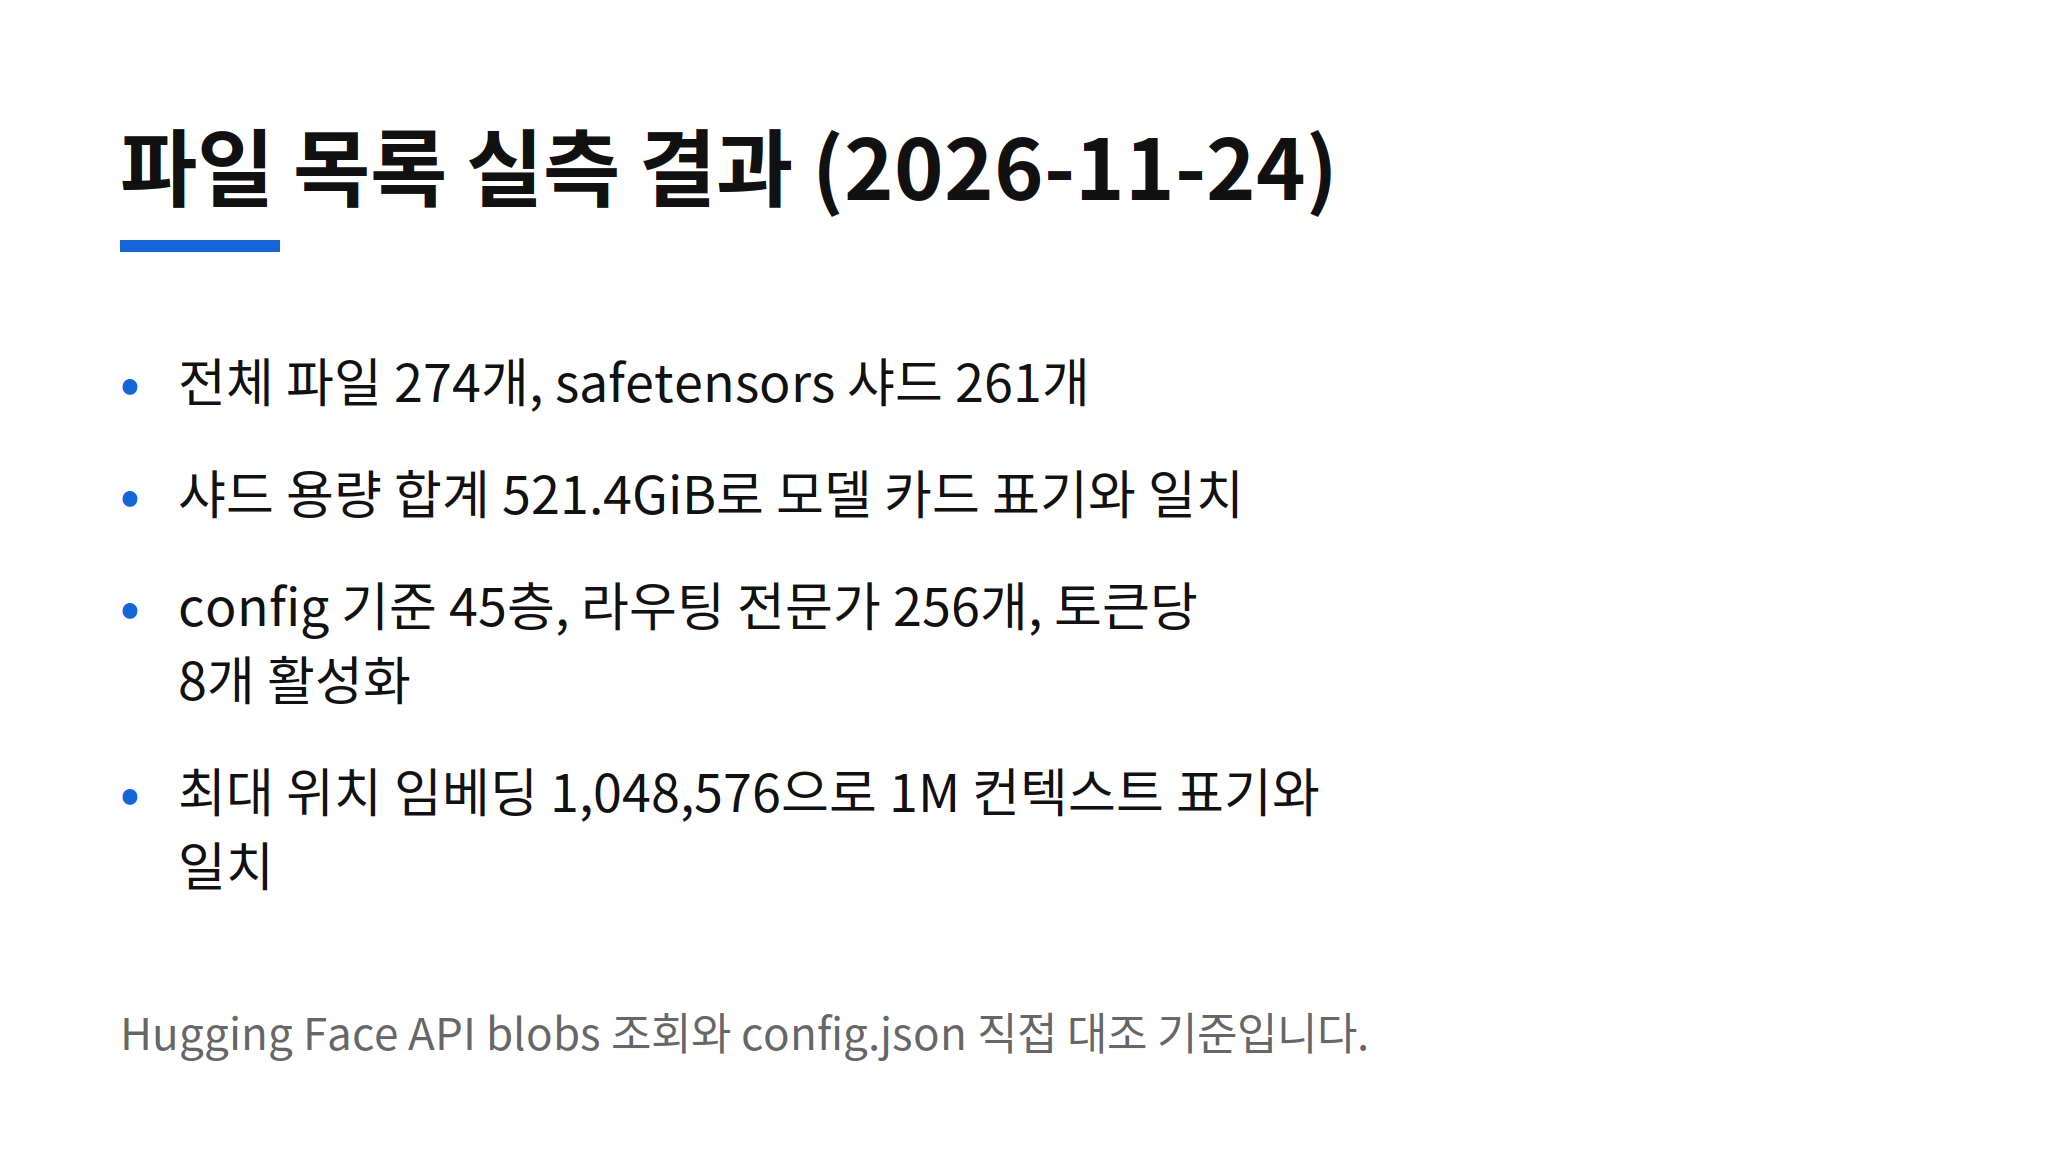 파일 목록 실측 결과 (2026-11-24)
• 전체 파일 274개, safetensors 샤드 261개
• 샤드 용량 합계 521.4GiB로 모델 카드 표기와 일치
• config 기준 45층, 라우팅 전문가 256개, 토큰당
8개 활성화
• 최대 위치 임베딩 1,048,576으로 1M 컨텍스트 표기와
일치
Hugging Face API blobs 조회와 config.json 직접 대조 기준입니다.